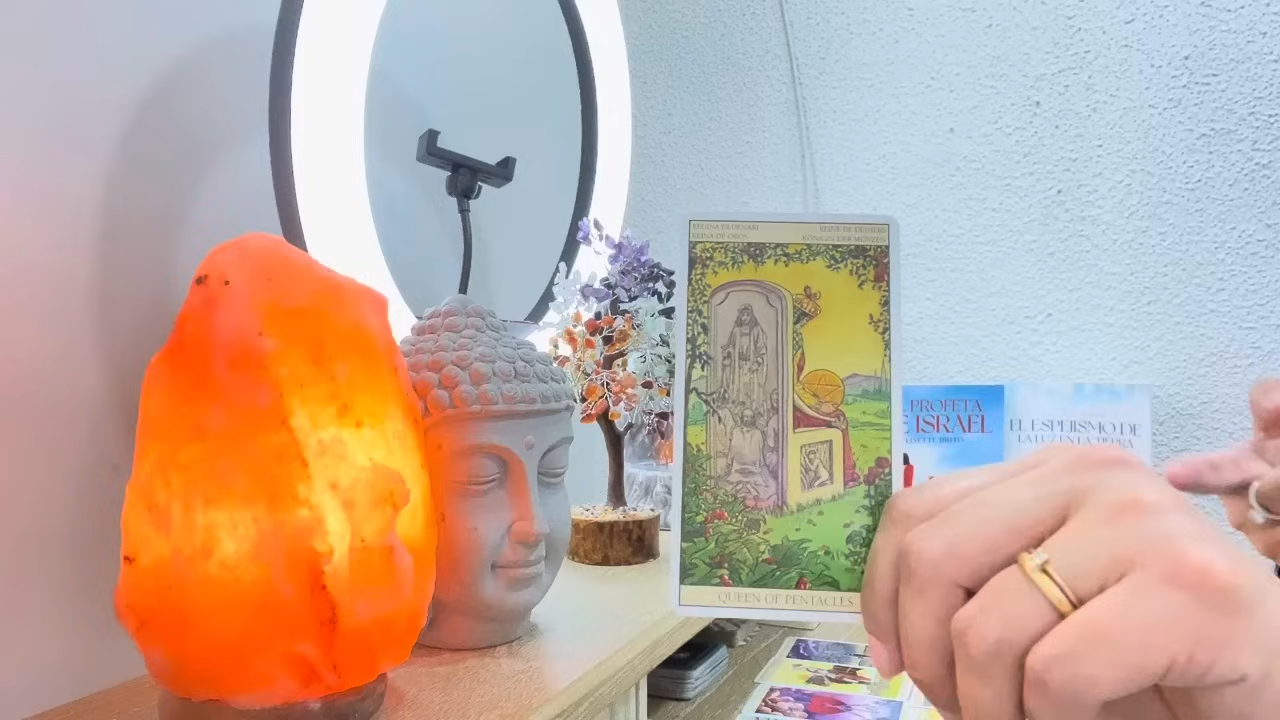 REGINA DI DENARI
REINA DE OROS
REINE DE DENIERS
KÖNIGIN DER MÜNZEN
QUEEN OF PENTACLES
PROFETA
E ISRAEL
EL ESPEJISMO DE
LA LUZ EN LA TIERRA